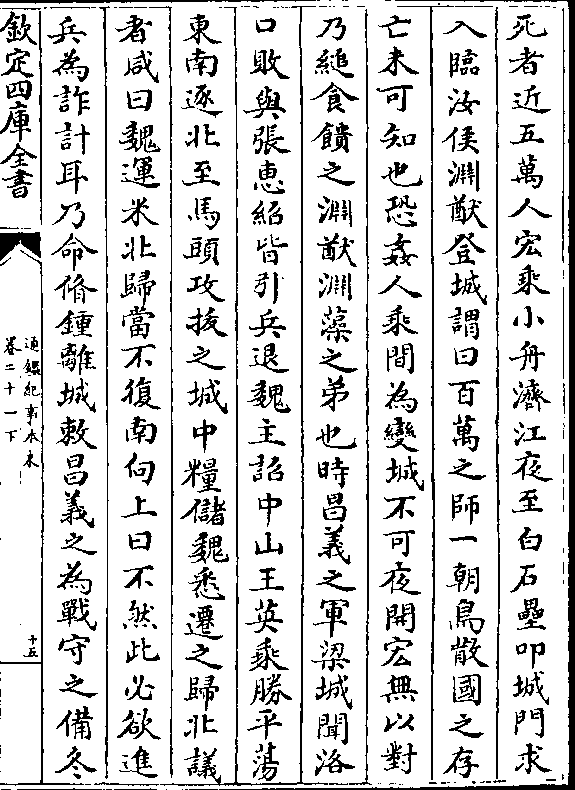 死者近五萬人宏乘小舟濟江夜至白石壘叩城門求
入臨汝侯淵猷登城謂曰百萬之師一朝鳥散國之存
亡未可知也恐姦人乘間為變城不可夜開宏無以對
乃縋食饋之淵猷淵藻之弟也時昌義之軍梁城聞洛
口敗與張惠紹皆引兵退魏主詔中山王英乘勝平蕩
東南逐北至馬頭攻拔之城中糧儲魏悉遷之歸北議
者咸曰魏運米北歸當不復南向上曰不然此必欲進
兵為詐計耳乃命脩鍾離城敕昌義之為戰守之備冬
欽定四庫全書
通鑑紀事本末
卷二十一下
十五